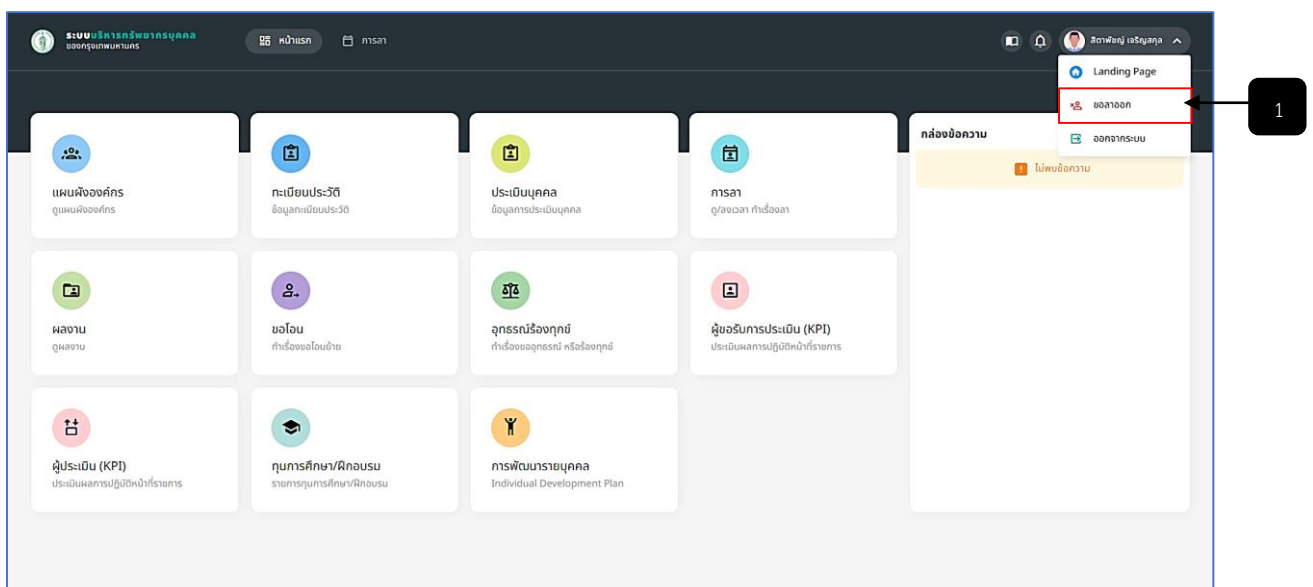 ระบบบริหารทรัพยากรบุคคล
ของกรุงเทพมหานคร
หน้าแรก
การลา
สิตาพัชญ์ เจริญสกุล
Landing Page
ขอลาออก
ออกจากระบบ
1
แผนผังองค์กร
ดูแผนผังองค์กร
ทะเบียนประวัติ
ข้อมูลทะเบียนประวัติ
ประเมินบุคคล
ข้อมูลการประเมินบุคคล
การลา
ดู/ลงเวลา ทำเรื่องลา
กล่องข้อความ
ไม่พบข้อความ
ผลงาน
ดูผลงาน
ขอโอน
ทำเรื่องขอโอนย้าย
อุทธรณ์ร้องทุกข์
ทำเรื่องขออุทธรณ์ หรือร้องทุกข์
ผู้ขอรับการประเมิน (KPI)
ประเมินผลการปฏิบัติหน้าที่ราชการ
ผู้ประเมิน (KPI)
ประเมินผลการปฏิบัติหน้าที่ราชการ
ทุนการศึกษา/ฝึกอบรม
รายการทุนการศึกษา/ฝึกอบรม
การพัฒนารายบุคคล
Individual Development Plan